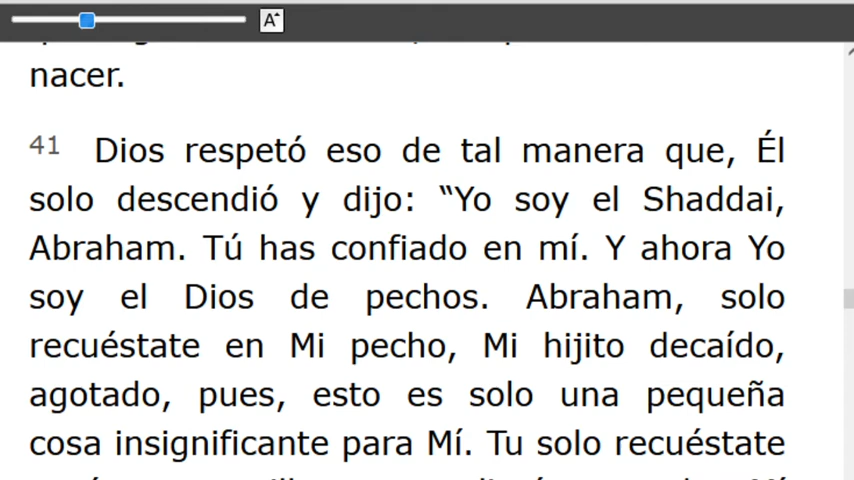 A
nacer.
41 Dios respetó eso de tal manera que, Él
solo descendió y dijo: “Yo soy el Shaddai,
Abraham. Tú has confiado en mí. Y ahora Yo
soy el Dios de pechos. Abraham, solo
recuéstate en Mi pecho, Mi hijito decaído,
agotado, pues, esto es solo una pequeña
cosa insignificante para Mí. Tu solo recuéstate